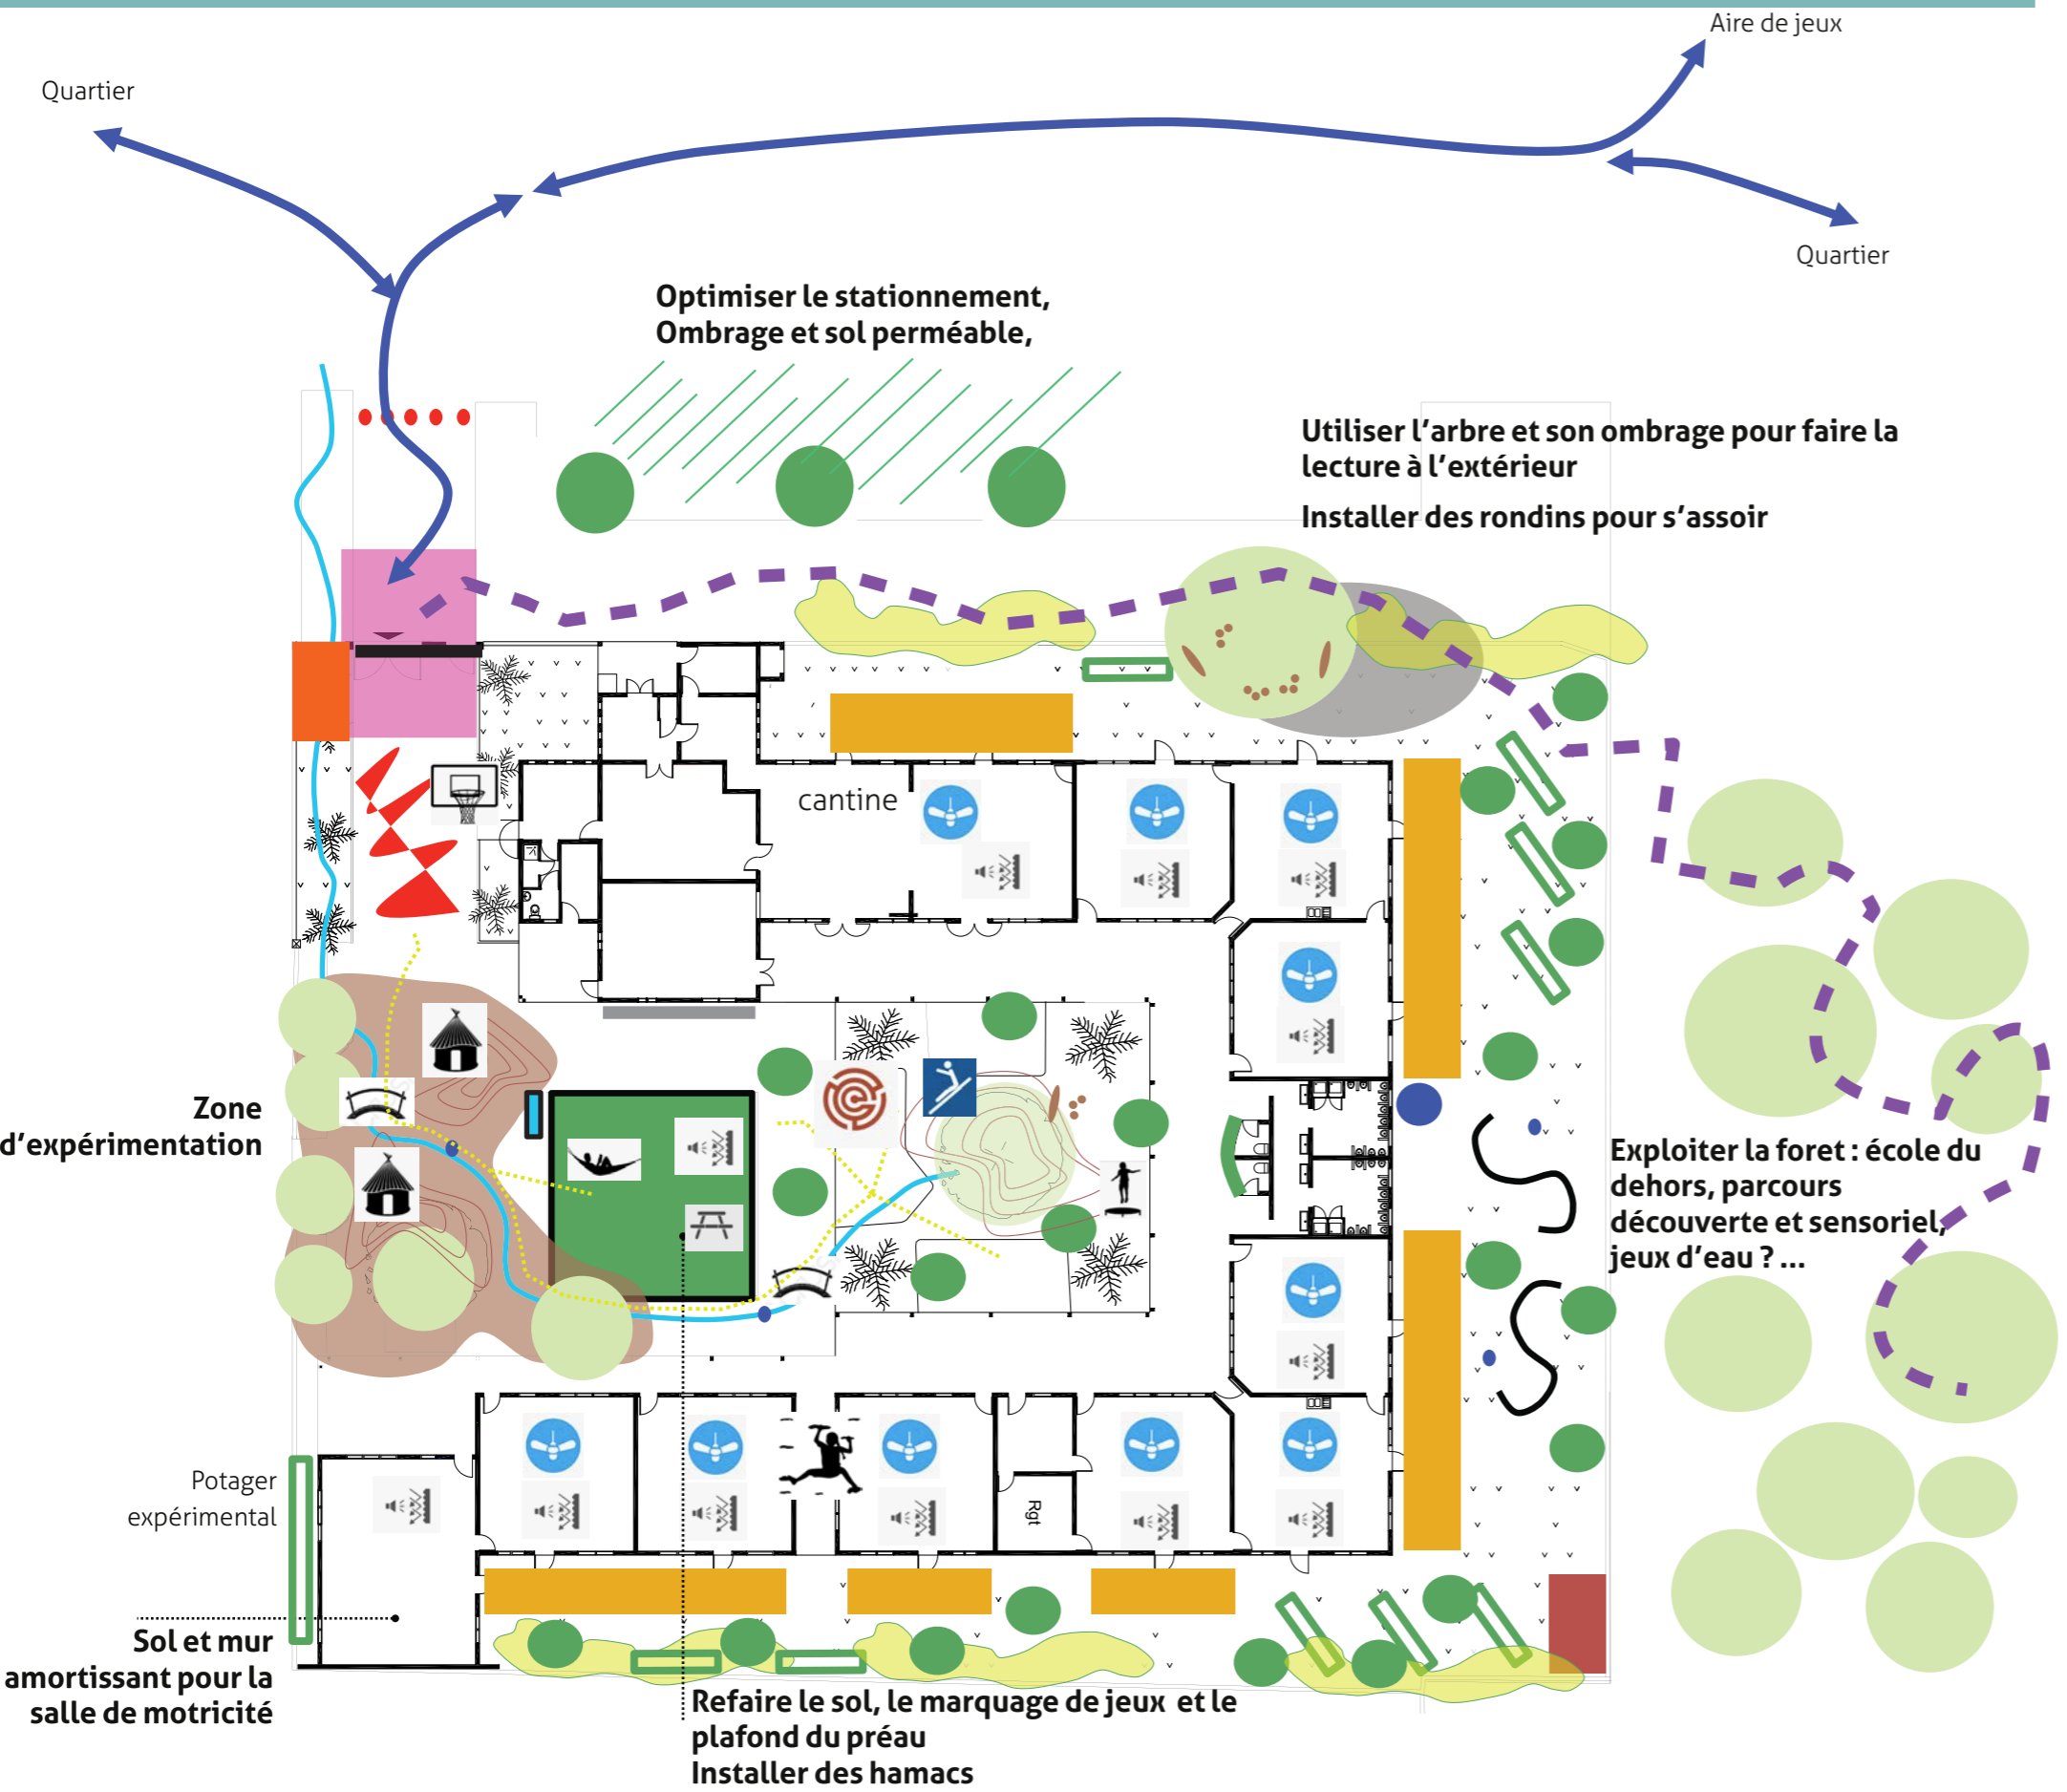 Aire de jeux
Quartier
Quartier
Optimiser le stationnement,
Ombrage et sol perméable,
Utiliser l'arbre et son ombrage pour faire la
lecture à l'extérieur
Installer des rondins pour s'assoir
cantine
Zone
d'expérimentation
Exploiter la foret : école du
dehors, parcours
découverte et sensoriel,
jeux d'eau ? ...
Potager
expérimental
Rgt
Sol et mur
amortissant pour la
salle de motricité
Refaire le sol, le marquage de jeux et le
plafond du préau
Installer des hamacs